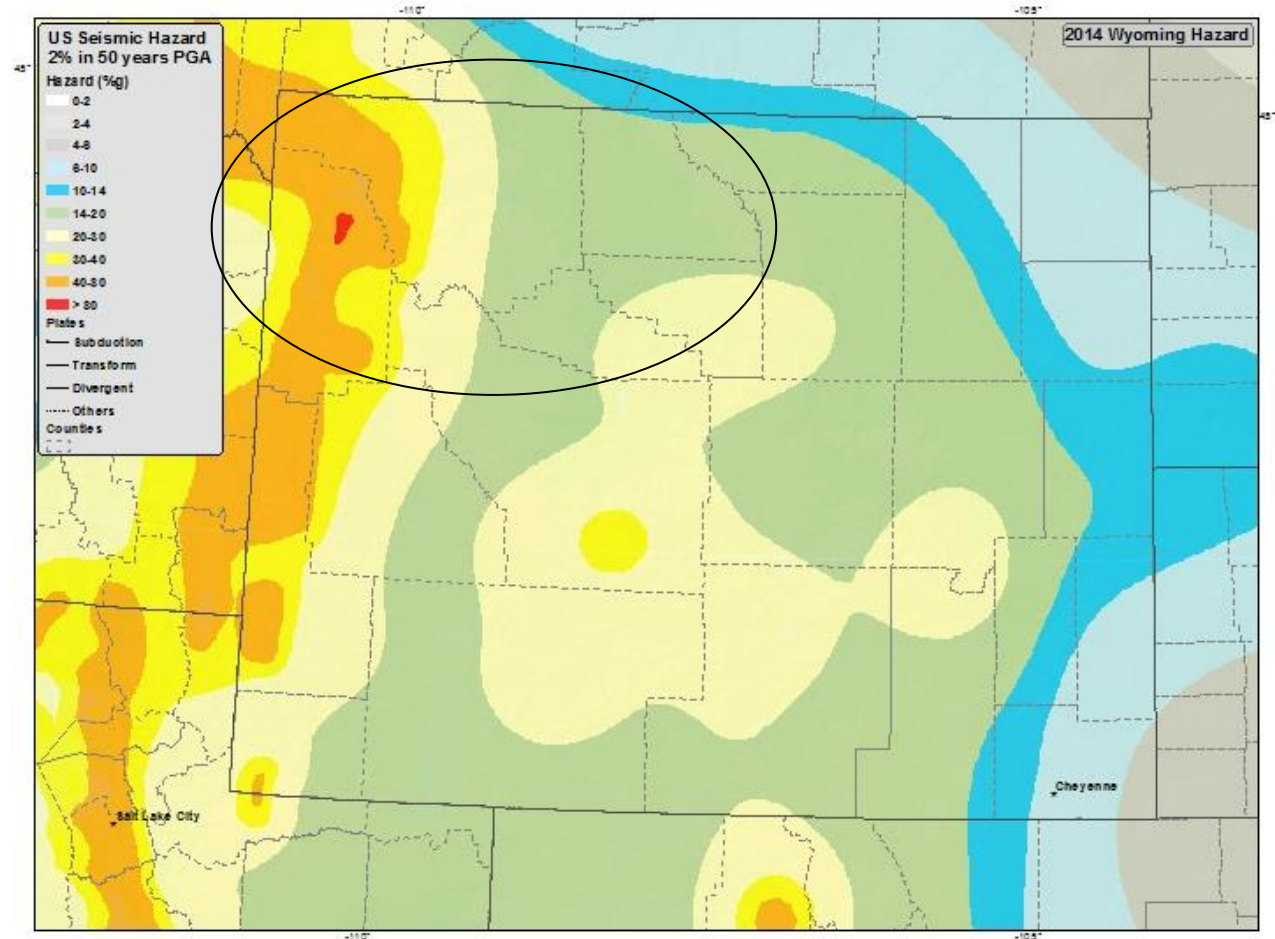 -110°
-105°
US Seismic Hazard
2% in 50 years PGA
Hazard (%g)
0-2
2-4
4-6
6-10
10-14
14-20
20-30
30-40
40-80
> 80
Plates
Subduction
Transform
Divergent
Others
Counties
2014 Wyoming Hazard
45°
45°
Cheyenne
Salt Lake City
-110°
-105°